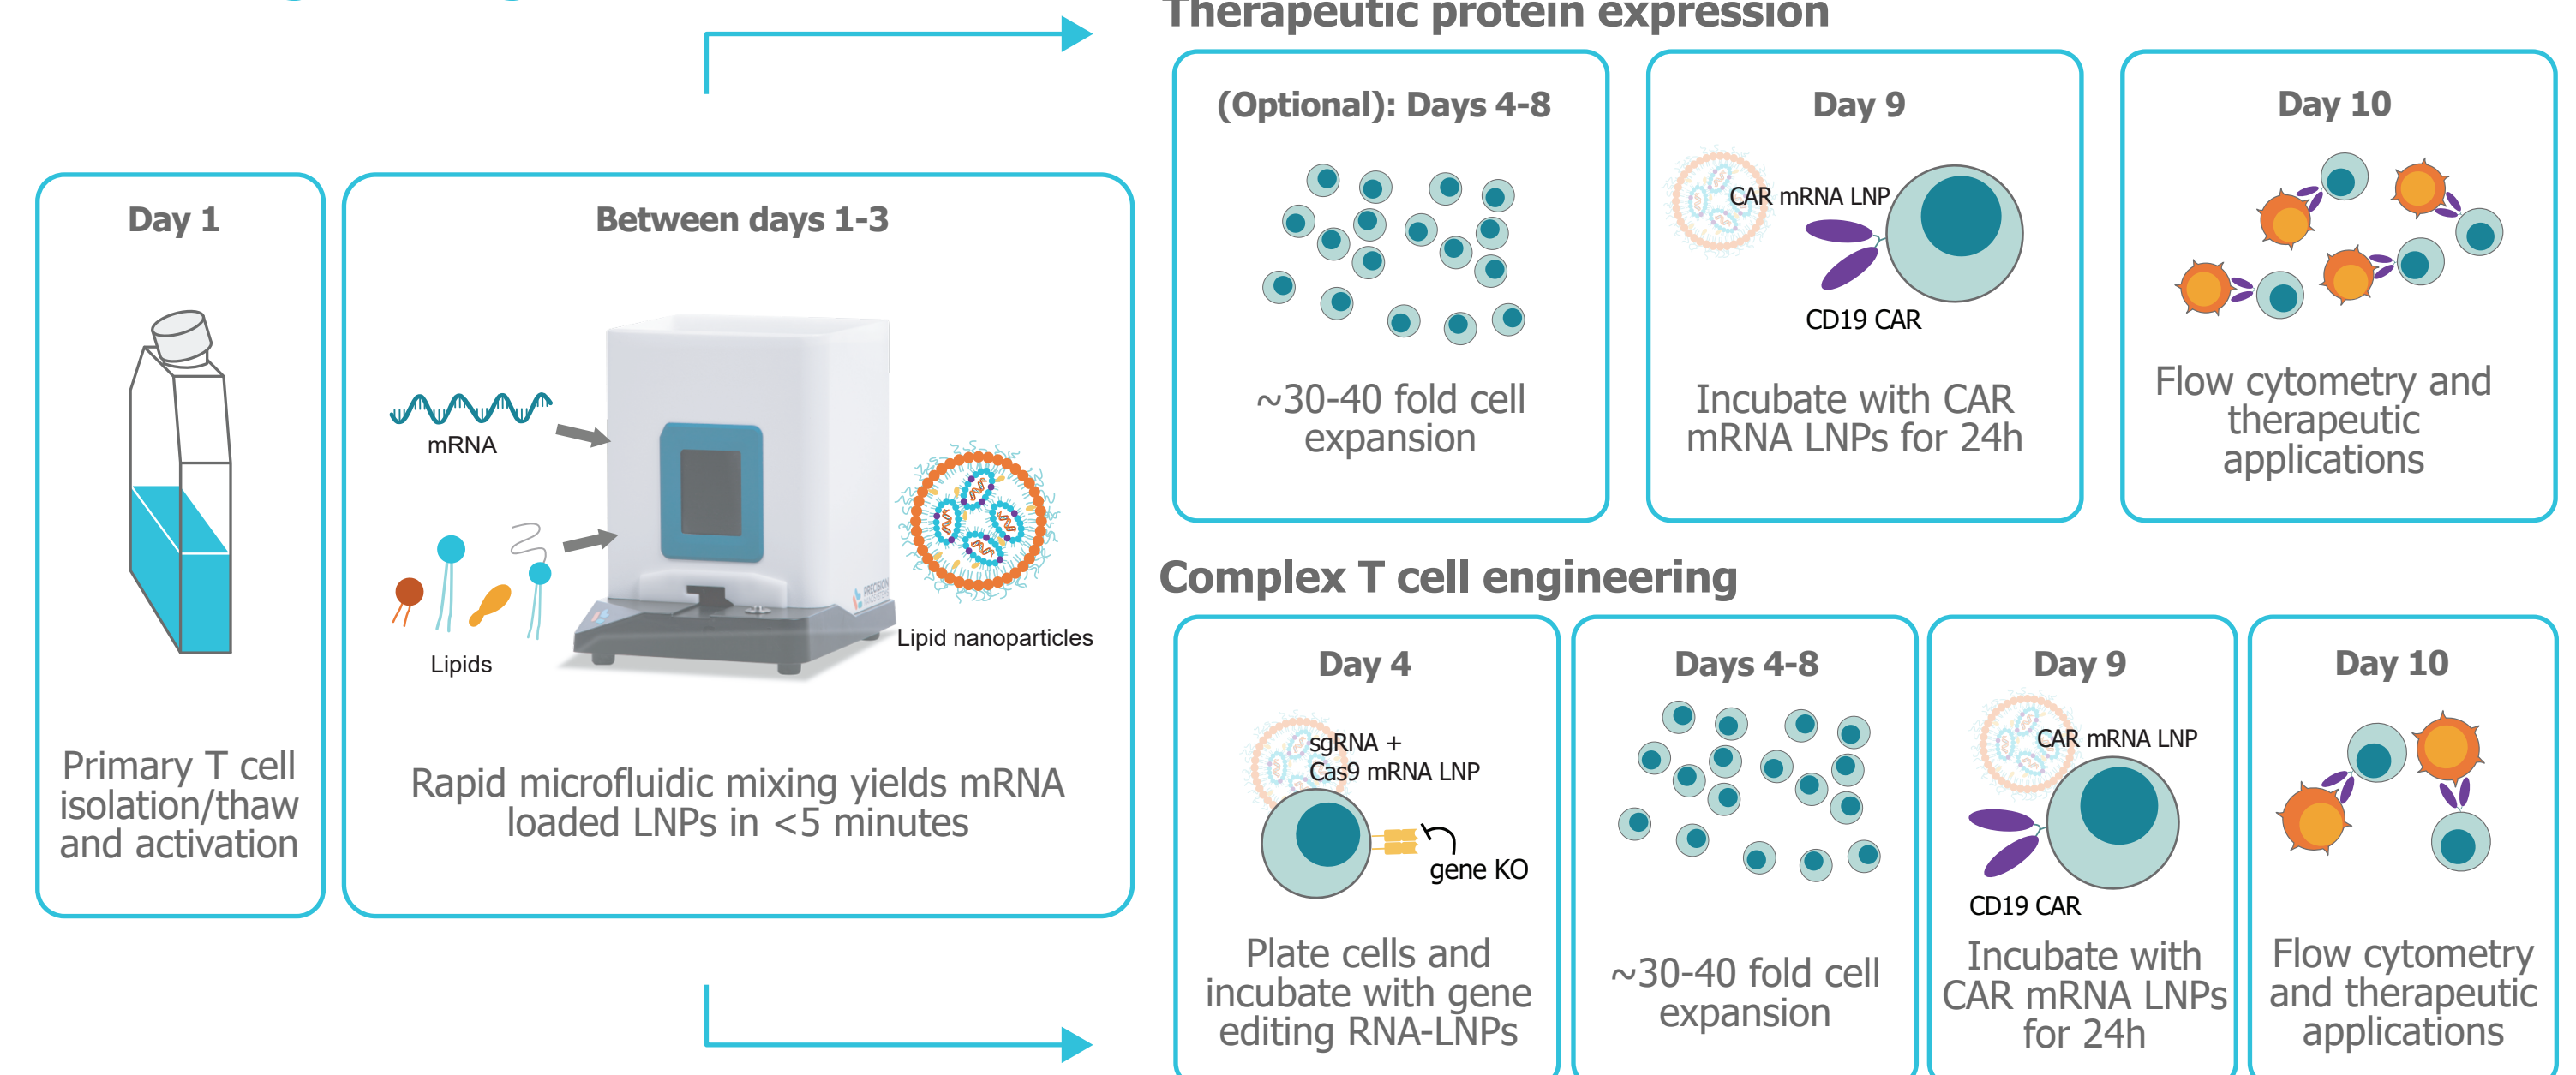 Therapeutic protein expression
Day 1
Primary T cell
isolation/thaw
and activation
Between days 1-3
mRNA
Lipids
PRECISION
Lipid nanoparticles
Rapid microfluidic mixing yields mRNA
loaded LNPs in <5 minutes
(Optional): Days 4-8
~30-40 fold cell
expansion
Day 9
CAR mRNA LNP
CD19 CAR
Incubate with CAR
mRNA LNPs for 24h
Day 10
Flow cytometry and
therapeutic
applications
Complex T cell engineering
Day 4
sgRNA +
Cas9 mRNA LNP
gene KO
Plate cells and
incubate with gene
editing RNA-LNPs
Days 4-8
~30-40 fold cell
expansion
Day 9
CAR mRNA LNP
CD19 CAR
Incubate with
CAR mRNA LNPs
for 24h
Day 10
Flow cytometry
and therapeutic
applications